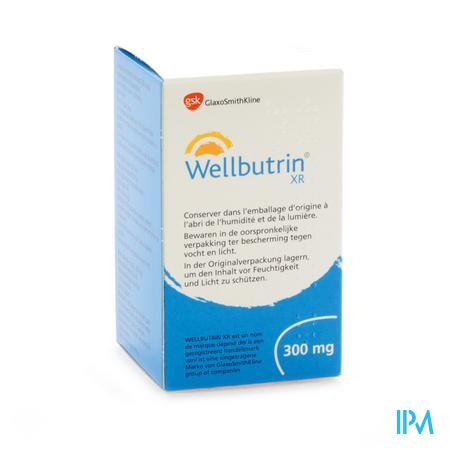 gsk GlaxoSmithKline
Wellbutrin®
XR
Conserver dans l'emballage d'origine à
l'abri de l'humidité et de la lumière.
Bewaren in de oorspronkelijke
verpakking ter bescherming tegen
vocht en licht.
In der Originalverpackung lagern,
um den Inhalt vor Feuchtigkeit
und Licht zu schützen.
WELLBUTRIN XR est un nom
de marque déposé der is een
geregistreerd handelsmerk
van/ ist eine eingetragene
Marke von GlaxoSmithKline
group of companies
300 mg
IPM